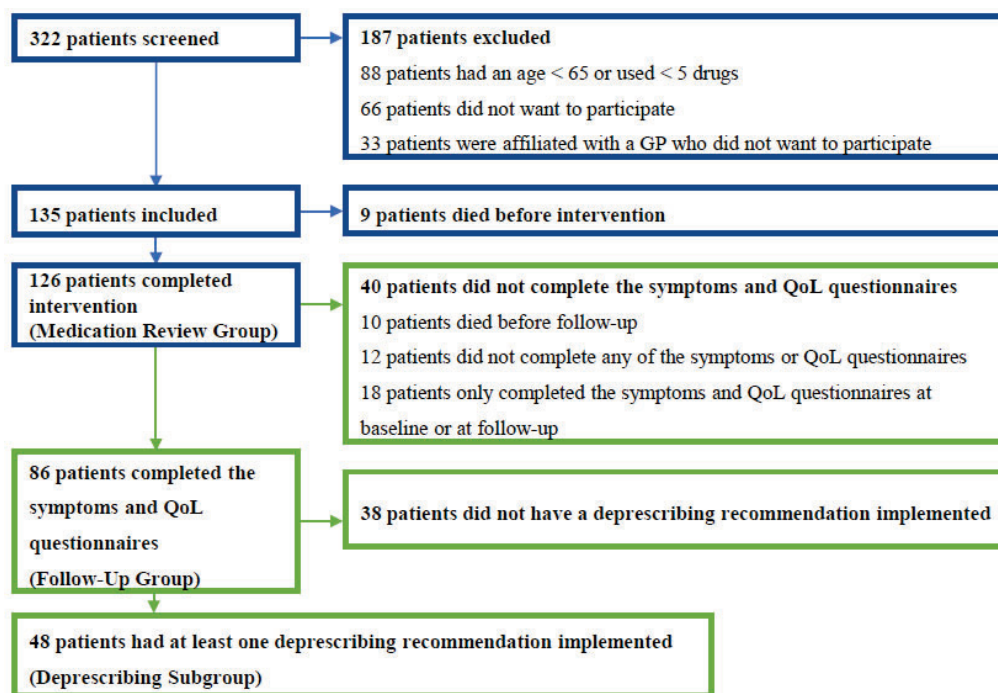 322 patients screened
187 patients excluded
88 patients had an age < 65 or used < 5 drugs
66 patients did not want to participate
33 patients were affiliated with a GP who did not want to participate
135 patients included
9 patients died before intervention
126 patients completed
intervention
(Medication Review Group)
40 patients did not complete the symptoms and QoL questionnaires
10 patients died before follow-up
12 patients did not complete any of the symptoms or QoL questionnaires
18 patients only completed the symptoms and QoL questionnaires at
baseline or at follow-up
86 patients completed the
symptoms and QoL
questionnaires
(Follow-Up Group)
38 patients did not have a deprescribing recommendation implemented
48 patients had at least one deprescribing recommendation implemented
(Deprescribing Subgroup)